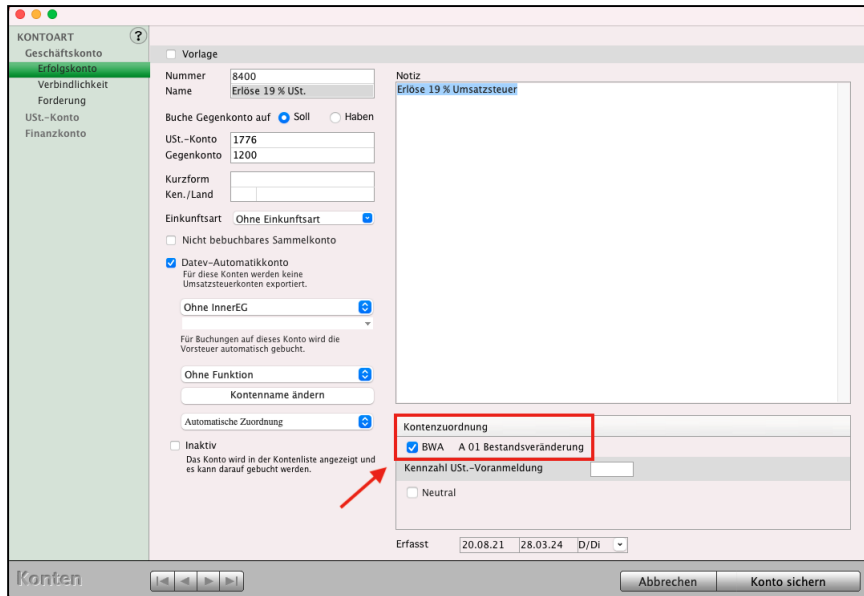 KONTOART
?
Geschäftskonto
Erfolgskonto
Verbindlichkeit
Forderung
USt.-Konto
Finanzkonto
Vorlage
Nummer 8400
Name Erlöse 19 % USt.
Buche Gegenkonto auf Soll Haben
USt.-Konto 1776
Gegenkonto 1200
Kurzform
Ken./Land
Einkunftsart Ohne Einkunftsart
Nicht bebuchbares Sammelkonto
Datev-Automatikkonto
Für diese Konten werden keine
Umsatzsteuerkonten exportiert.
Ohne InnerEG
Für Buchungen auf dieses Konto wird die
Vorsteuer automatisch gebucht.
Ohne Funktion
Kontenname ändern
Automatische Zuordnung
Inaktiv
Das Konto wird in der Kontenliste angezeigt und
es kann darauf gebucht werden.
Notiz
Erlöse 19 % Umsatzsteuer
Kontenzuordnung
BWA A 01 Bestandsveränderung
Kennzahl USt.-Voranmeldung
Neutral
Erfasst 20.08.21 28.03.24 D/Di
Konten
Abbrechen
Konto sichern